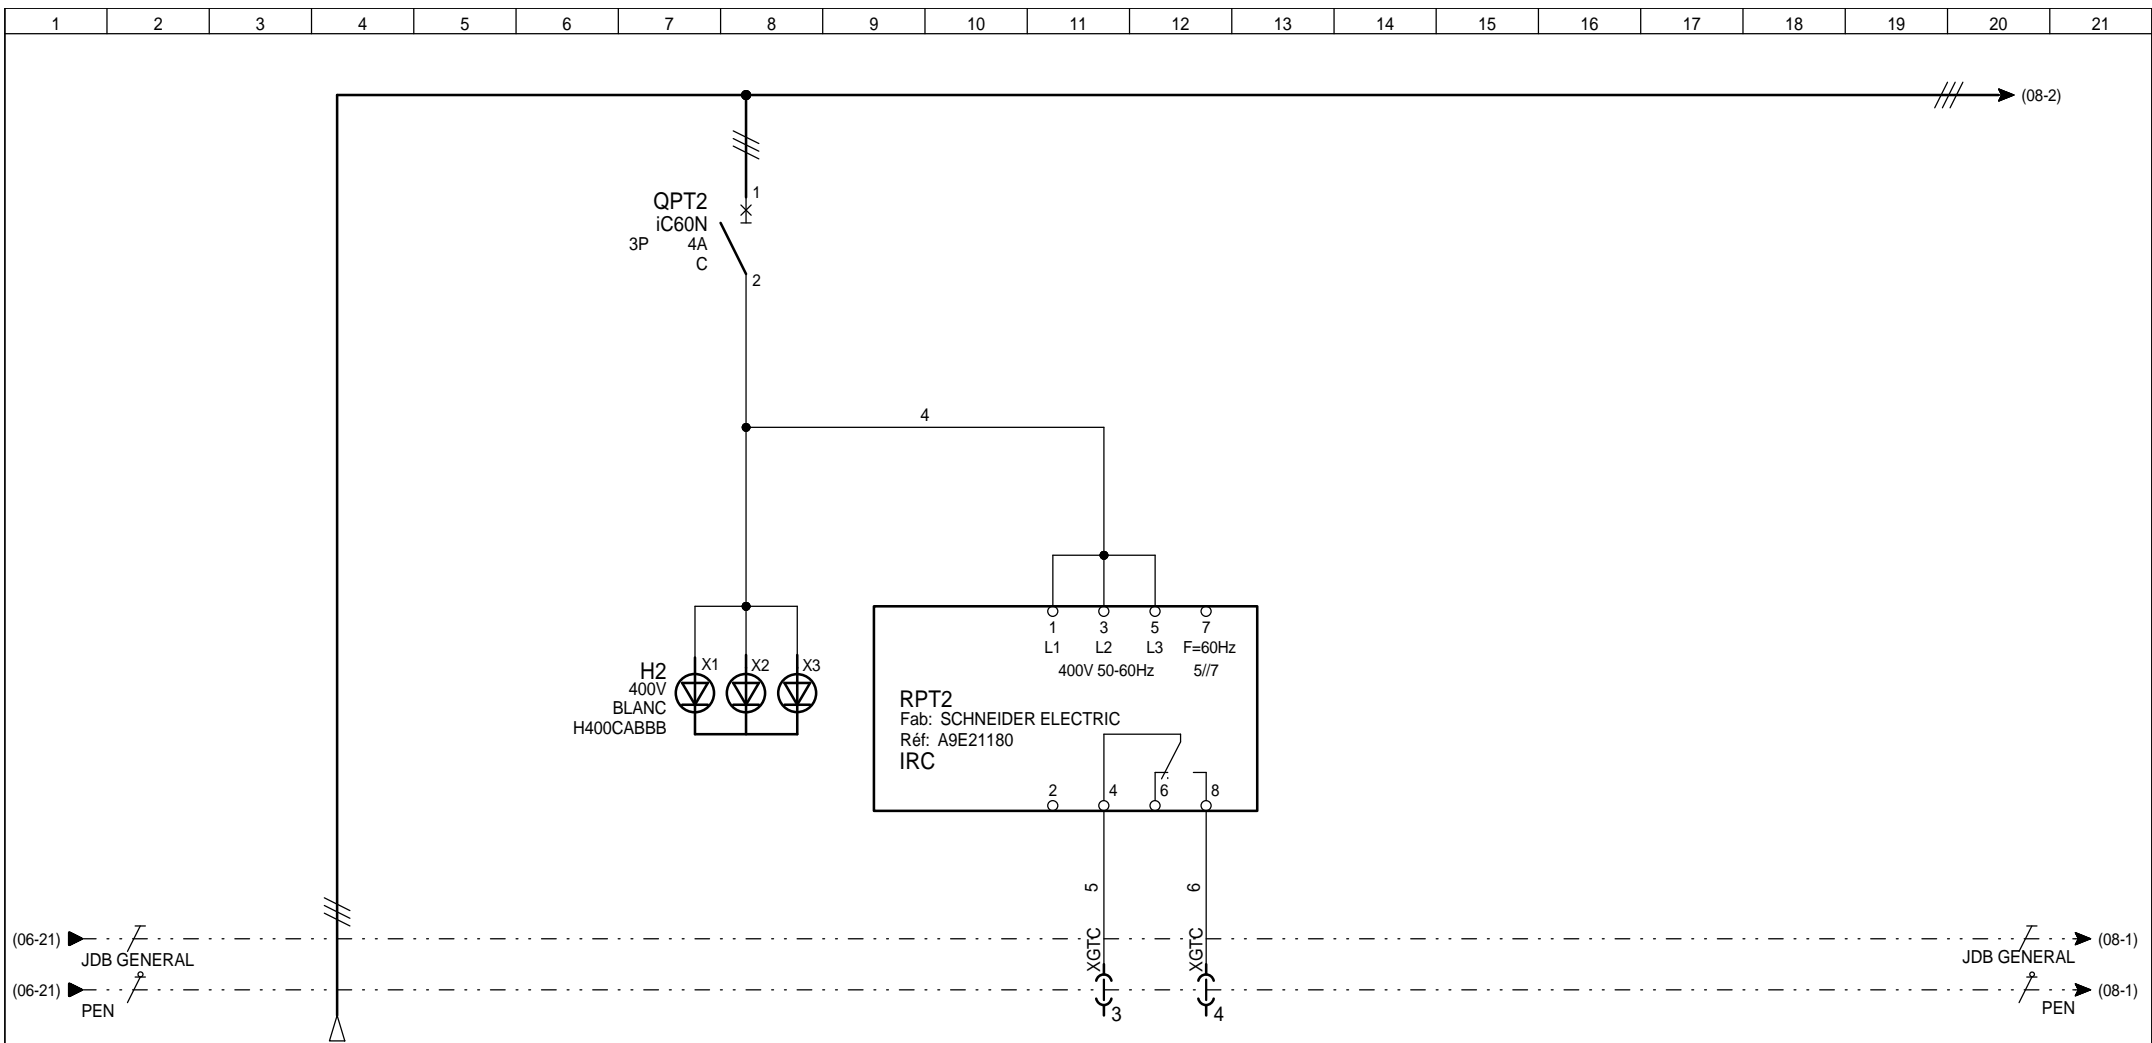 1 2 3 4 5 6 7 8 9 10 11 12 13 14 15 16 17 18 19 20 21
(08-2)
1
QPT2
iC60N
3P 4A
C
2
4
1 3 5 7
L1 L2 L3 F=60Hz
400V 50-60Hz 5//7
H2
X1 X2 X3
400V
BLANC
H400CABBB
RPT2
Fab: SCHNEIDER ELECTRIC
Réf: A9E21180
IRC
2 4 6 8
5 6
XGTC XGTC
(06-21) (08-1)
JDB GENERAL JDB GENERAL
(06-21) (08-1)
PEN PEN
3 4